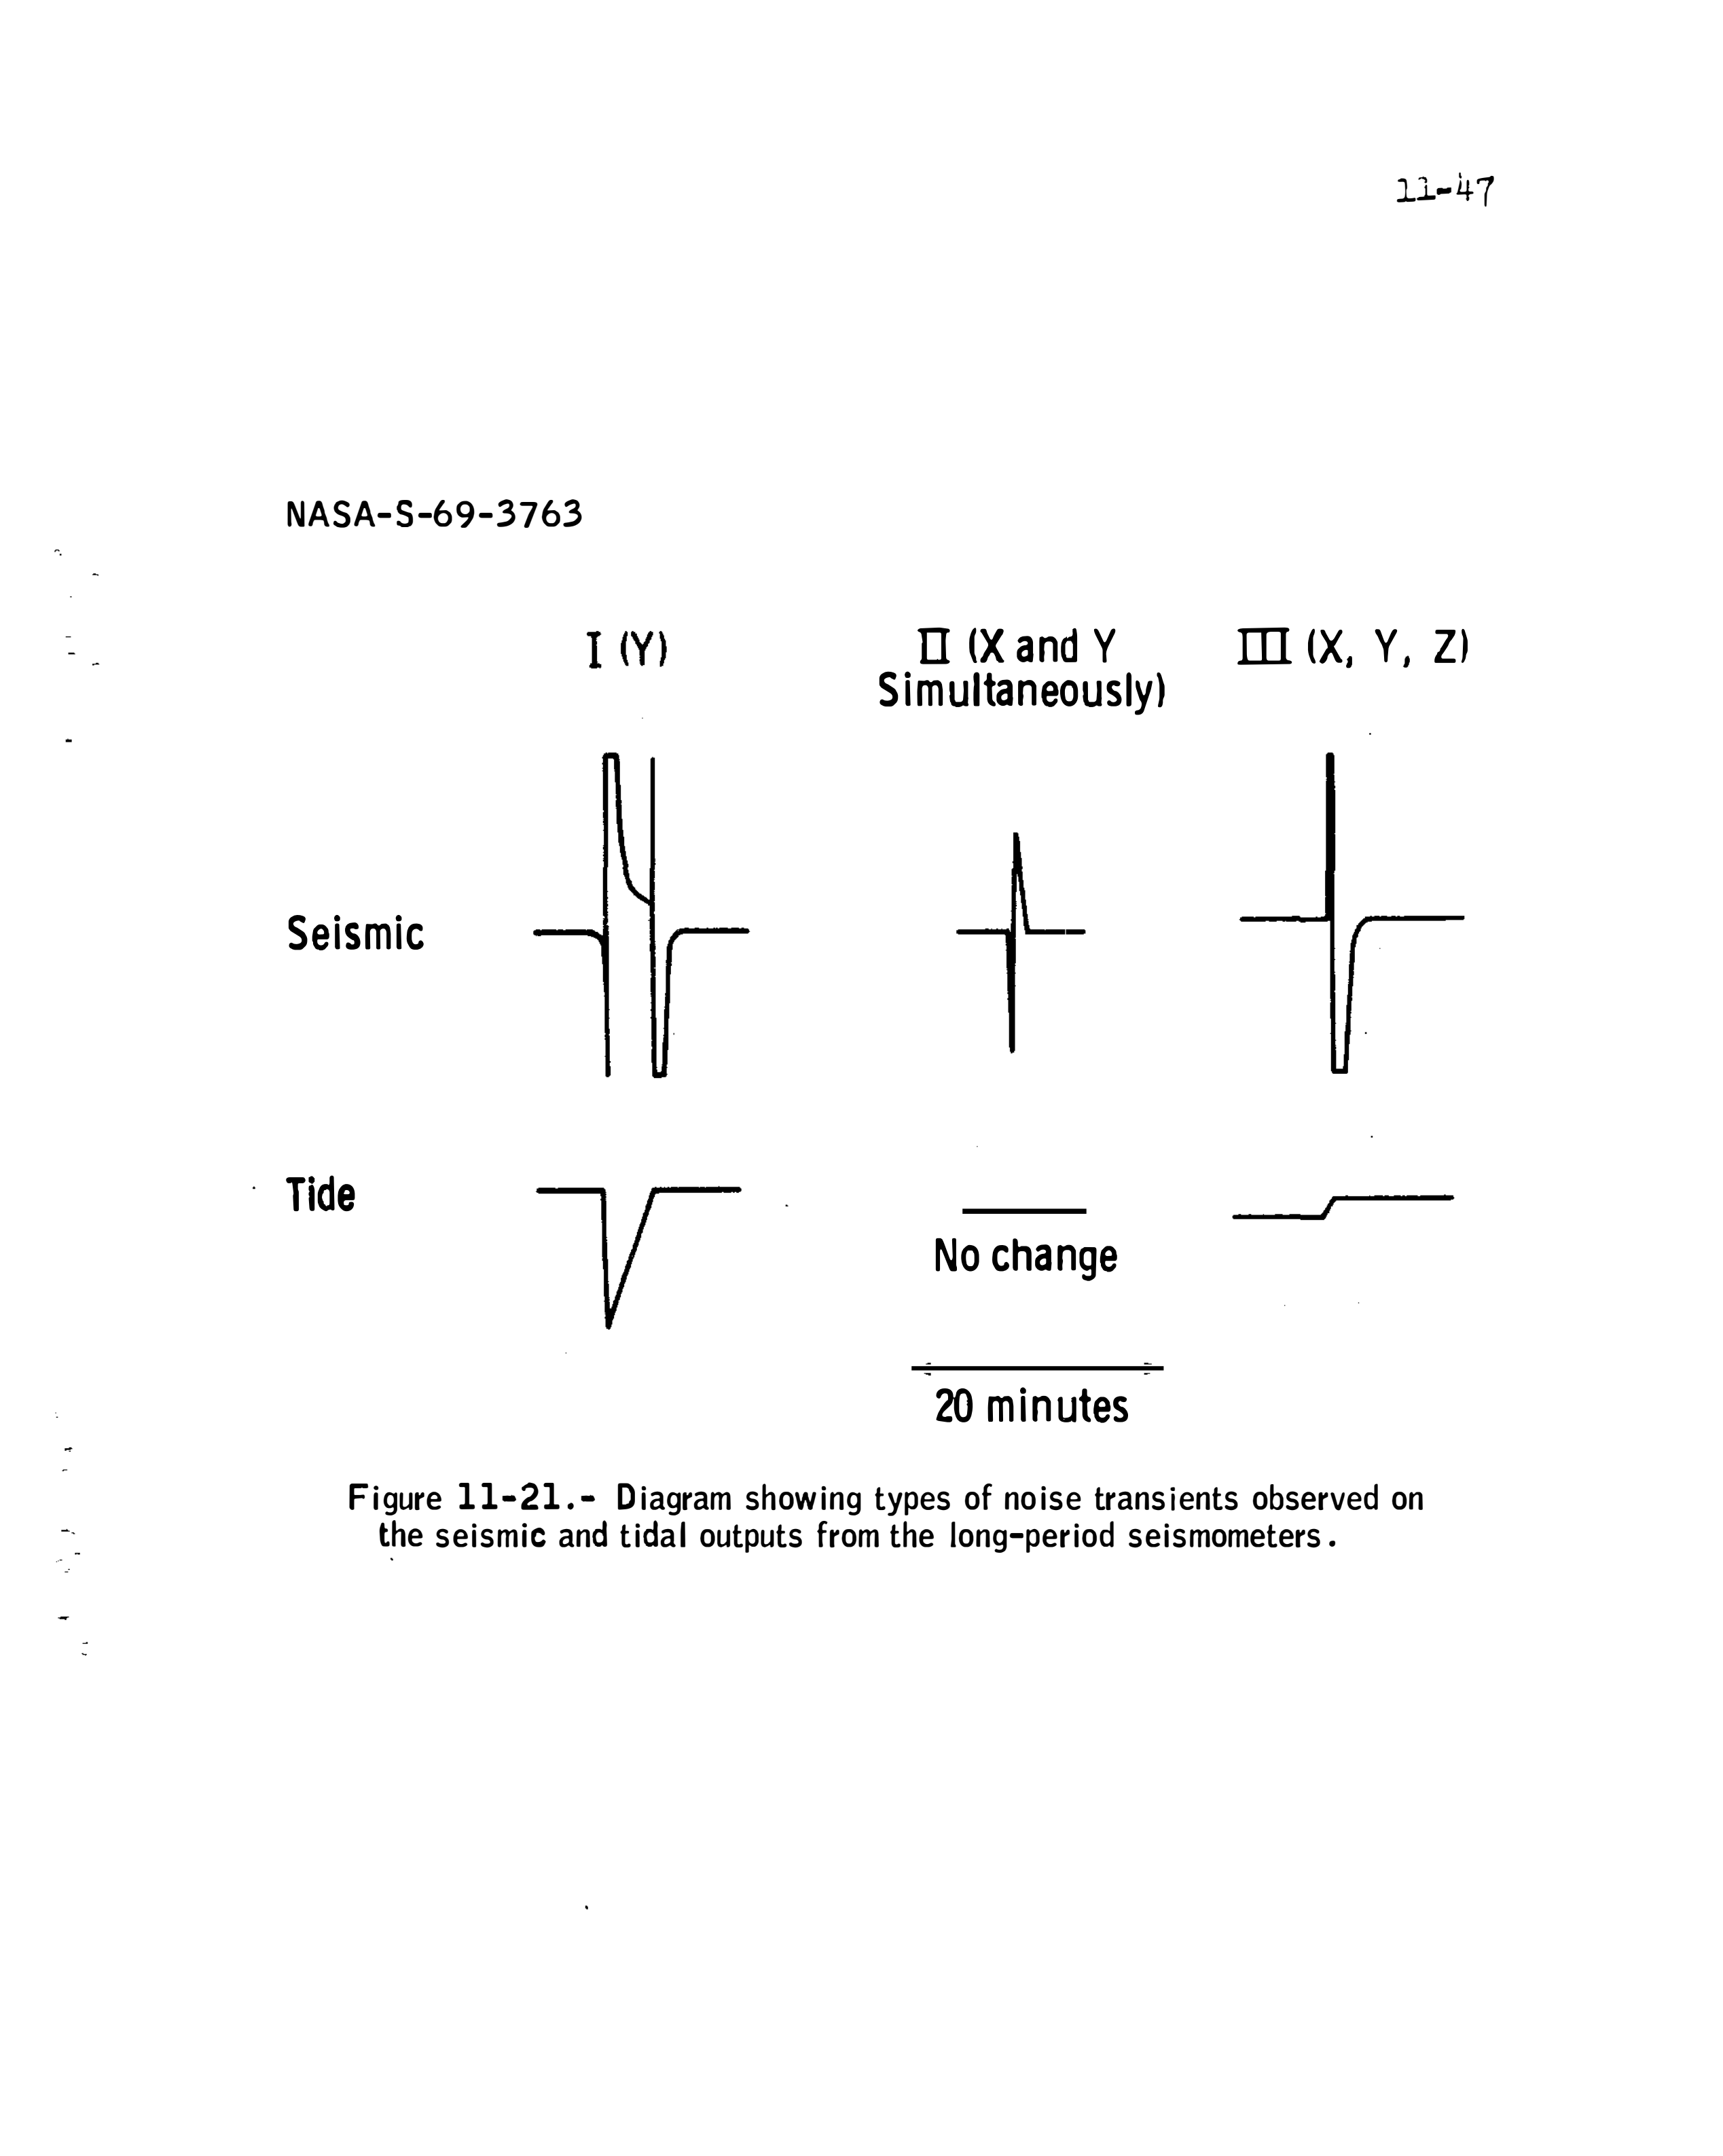 11-47
NASA-S-69-3763
I (Y)
II (X and Y
Simultaneously)
III (X, Y, Z)
Seismic
Tide
No change
20 minutes
Figure 11-21.- Diagram showing types of noise transients observed on
the seismic and tidal outputs from the long-period seismometers.